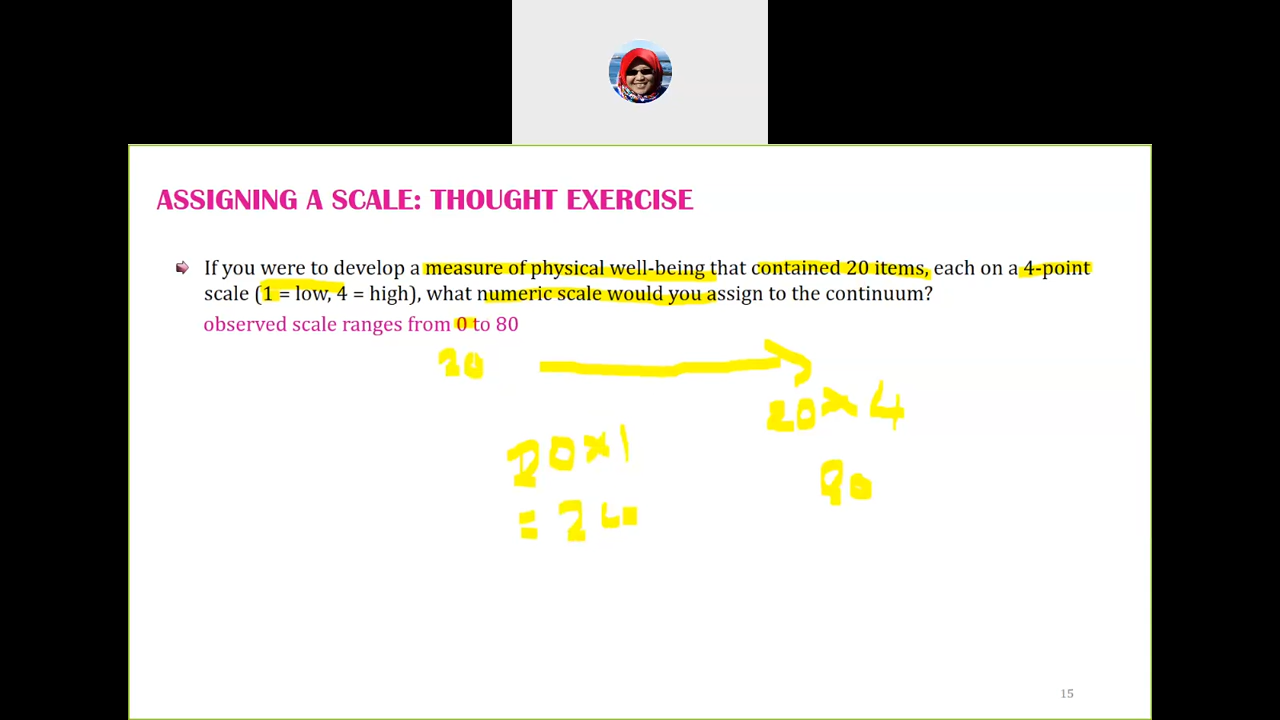 ASSIGNING A SCALE: THOUGHT EXERCISE
If you were to develop a measure of physical well-being that contained 20 items, each on a 4-point
scale (1 = low, 4 = high), what numeric scale would you assign to the continuum?
observed scale ranges from 0 to 80
20
20 x 4
20 x 1
80
15